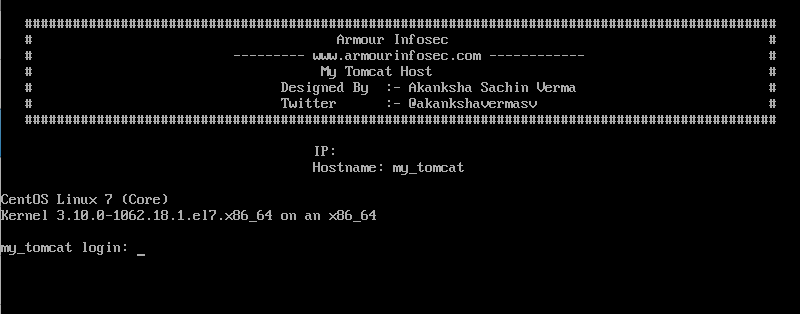 ###############################################################################################
# Armour Infosec #
# --------- www.armourinfosec.com ------------ #
# My Tomcat Host #
# Designed By :- Akanksha Sachin Verma #
# Twitter :- @akankshavermasv #
###############################################################################################
IP:
Hostname: my_tomcat
CentOS Linux 7 (Core)
Kernel 3.10.0-1062.18.1.el7.x86_64 on an x86_64
my_tomcat login: _